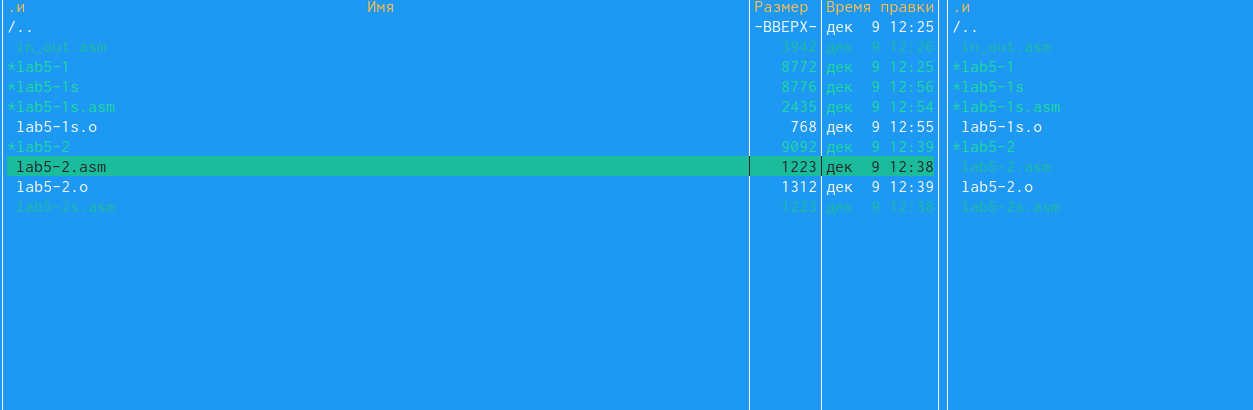 .и Имя Размер Время правки .и
/.. -ВВЕРХ- дек 9 12:25 /..
in_out.asm 3942 дек 9 12:26 in_out.asm
*lab5-1 8772 дек 9 12:25 *lab5-1
*lab5-1s 8776 дек 9 12:56 *lab5-1s
*lab5-1s.asm 2435 дек 9 12:54 *lab5-1s.asm
lab5-1s.o 768 дек 9 12:55 lab5-1s.o
*lab5-2 9092 дек 9 12:39 *lab5-2
lab5-2.asm 1223 дек 9 12:38 lab5-2.asm
lab5-2.o 1312 дек 9 12:39 lab5-2.o
lab5-2s.asm 1223 дек 9 12:38 lab5-2s.asm